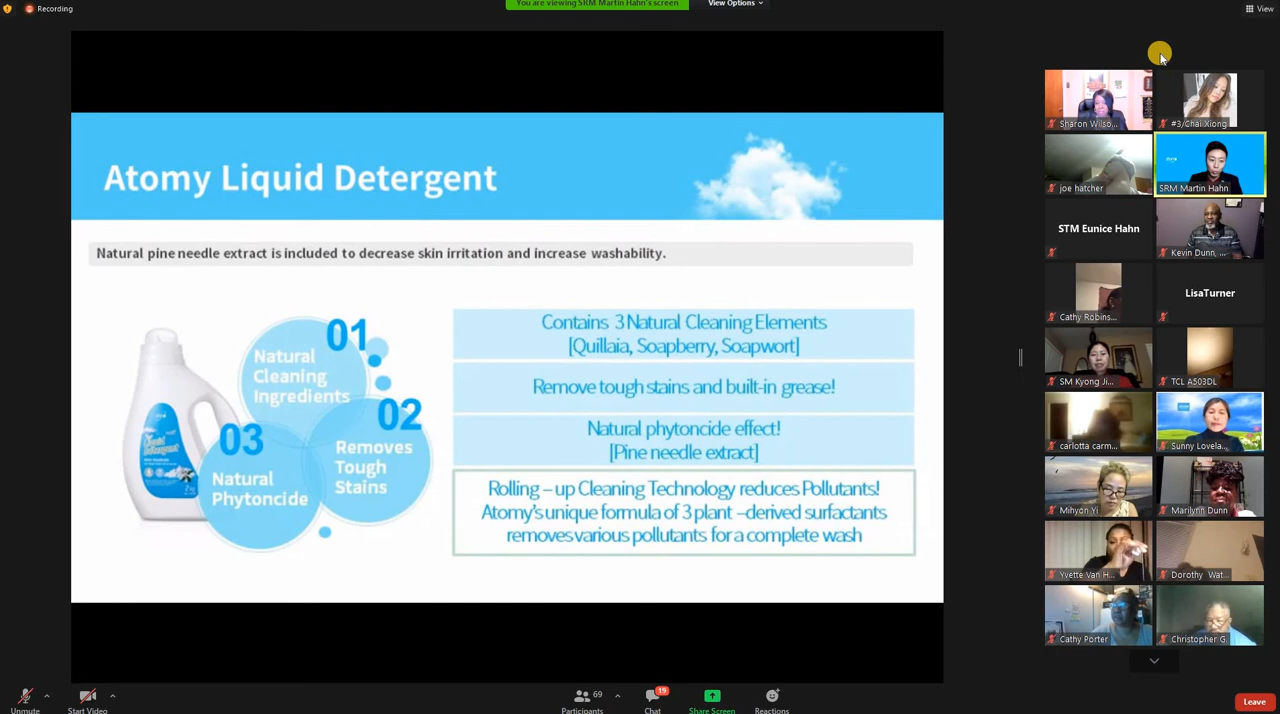 Recording
You are viewing SRM Martin Hahn's screen
View Options
View
Atomy Liquid Detergent
Natural pine needle extract is included to decrease skin irritation and increase washability.
01
Natural
Cleaning
Ingredients
02
Removes
Tough
Stains
03
Natural
Phytoncide
Liquid
Detergent
Contains 3 Natural Cleaning Elements
[Quillaia, Soapberry, Soapwort]
Remove tough stains and built-in grease!
Natural phytoncide effect!
[Pine needle extract]
Rolling – up Cleaning Technology reduces Pollutants!
Atomy's unique formula of 3 plant –derived surfactants
removes various pollutants for a complete wash
Sharon Wilso...
#3/Chai Xiong
joe hatcher
SRM Martin Hahn
STM Eunice Hahn
Kevin Dunn, ...
Cathy Robins...
LisaTurner
SM Kyong Ji...
TCL A503DL
carlotta carm...
Sunny Lovela...
Mihyon Yi
Marilynn Dunn
Yvette Van H...
Dorothy Wat...
Cathy Porter
Christopher G.
Unmute
Start Video
69
Participants
19
Chat
Share Screen
Reactions
Leave